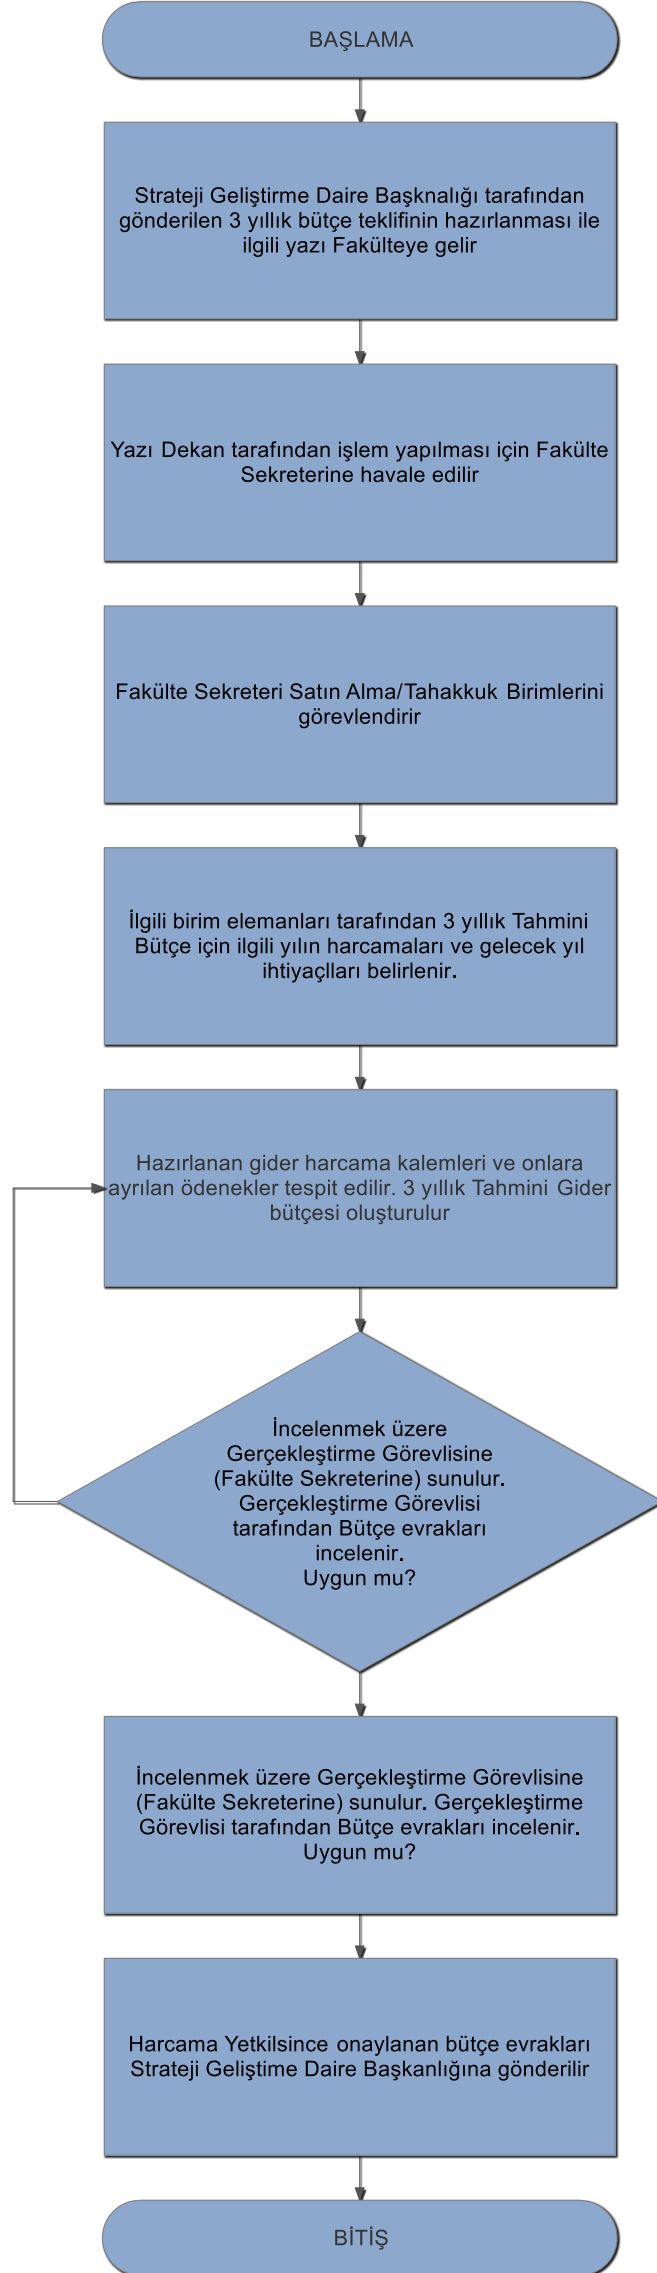 BAŞLAMA
Strateji Geliştirme Daire Başknalığı tarafından
gönderilen 3 yıllık bütçe teklifinin hazırlanması ile
ilgili yazı Fakülteye gelir
Yazı Dekan tarafından işlem yapılması için Fakülte
Sekreterine havale edilir
Fakülte Sekreteri Satın Alma/Tahakkuk Birimlerini
görevlendirir
İlgili birim elemanları tarafından 3 yıllık Tahmini
Bütçe için ilgili yılın harcamaları ve gelecek yıl
ihtiyaçlları belirlenir.
Hazırlanan gider harcama kalemleri ve onlara
ayrılan ödenekler tespit edilir. 3 yıllık Tahmini Gider
bütçesi oluşturulur
İncelenmek üzere
Gerçekleştirme Görevlisine
(Fakülte Sekreterine) sunulur.
Gerçekleştirme Görevlisi
tarafından Bütçe evrakları
incelenir.
Uygun mu?
İncelenmek üzere Gerçekleştirme Görevlisine
(Fakülte Sekreterine) sunulur. Gerçekleştirme
Görevlisi tarafından Bütçe evrakları incelenir.
Uygun mu?
Harcama Yetkilsince onaylanan bütçe evrakları
Strateji Geliştime Daire Başkanlığına gönderilir
BİTİŞ